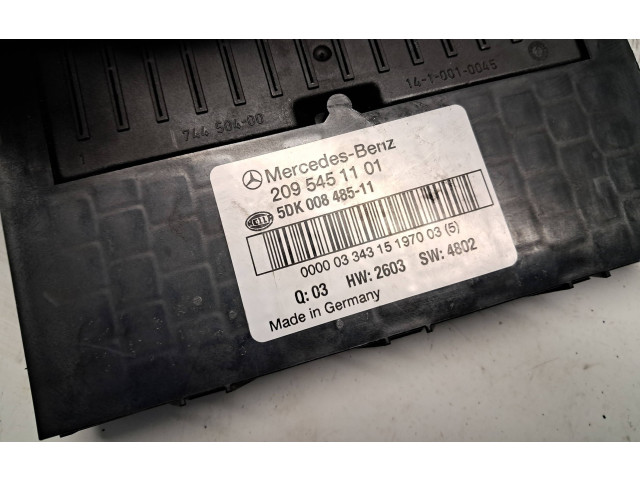 744 504-00
14-1-001-0045
Mercedes-Benz
209 545 11 01
HELLA 5DK 008 485-11
0000 03 343 15 1970 03 (5)
Q: 03 HW: 2603 SW: 4802
Made in Germany